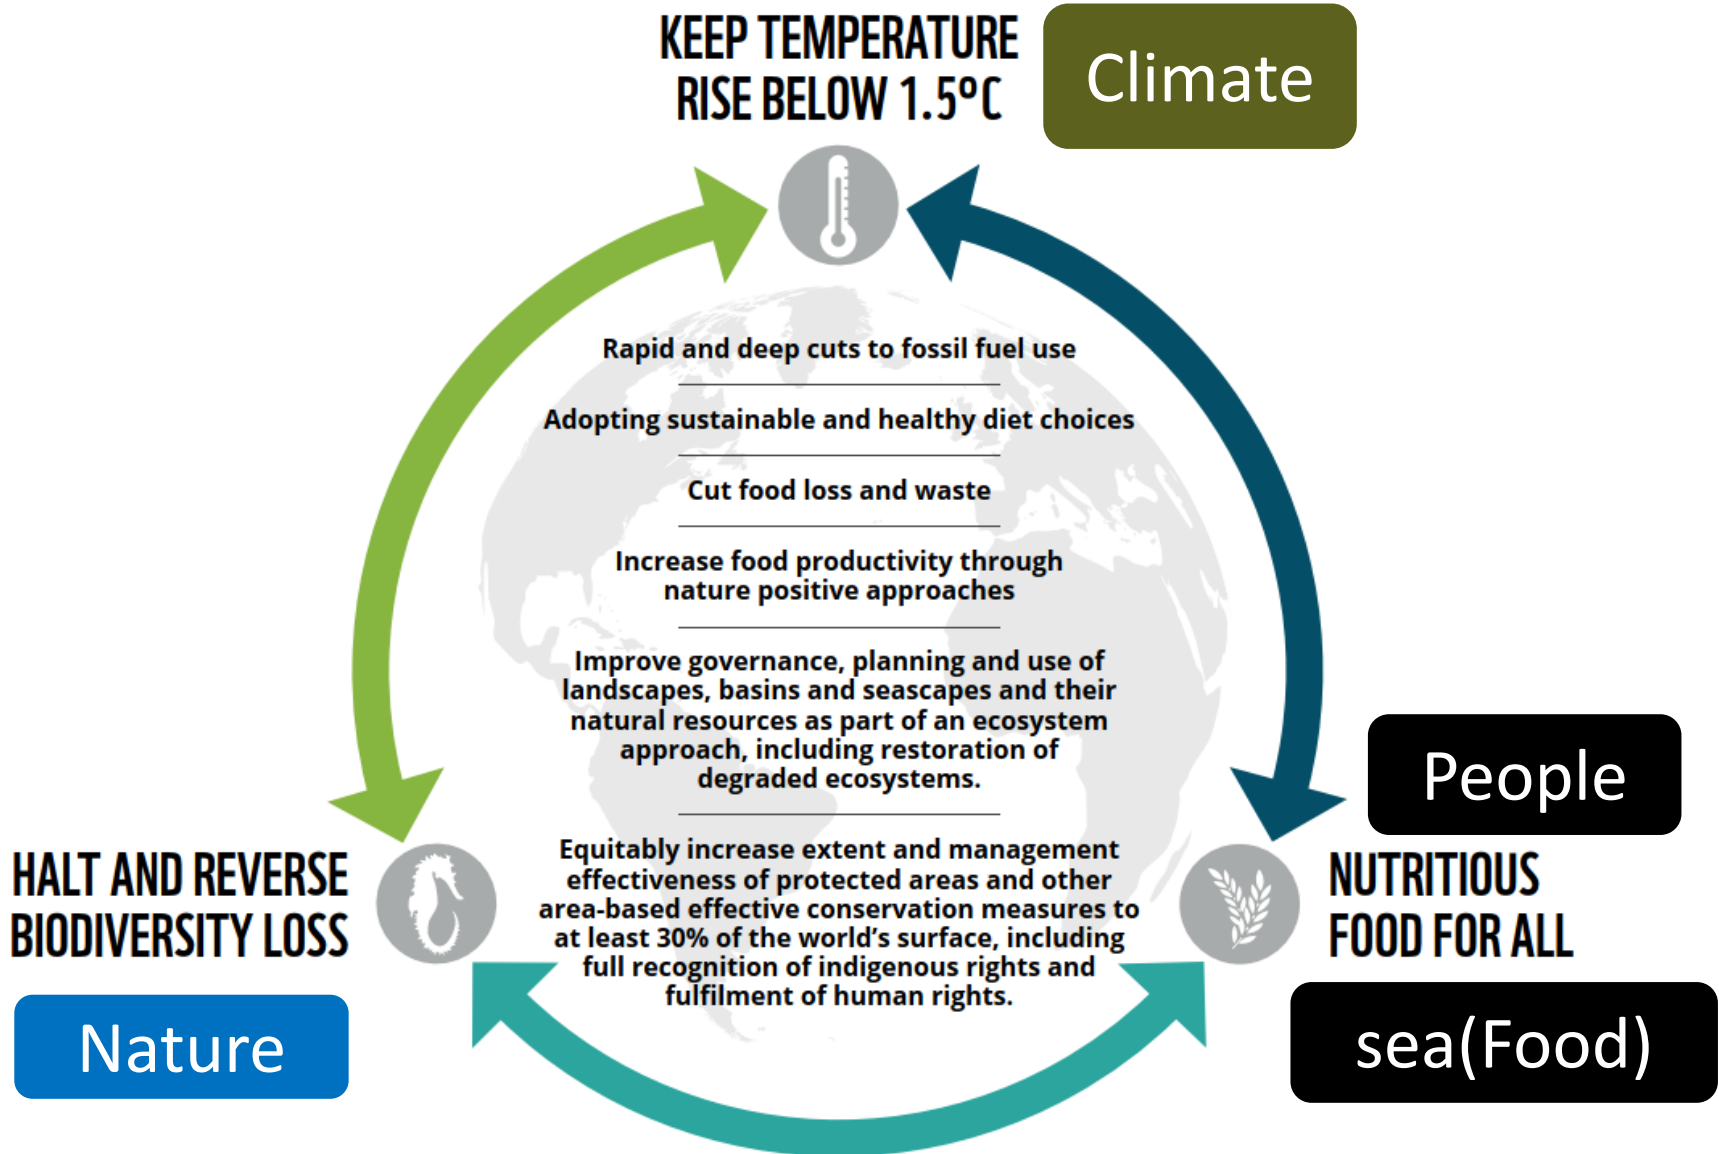 KEEP TEMPERATURE
RISE BELOW 1.5ºC
Climate
Rapid and deep cuts to fossil fuel use
Adopting sustainable and healthy diet choices
Cut food loss and waste
Increase food productivity through
nature positive approaches
Improve governance, planning and use of
landscapes, basins and seascapes and their
natural resources as part of an ecosystem
approach, including restoration of
degraded ecosystems.
Equitably increase extent and management
effectiveness of protected areas and other
area-based effective conservation measures to
at least 30% of the world’s surface, including
full recognition of indigenous rights and
fulfilment of human rights.
HALT AND REVERSE
BIODIVERSITY LOSS
Nature
People
NUTRITIOUS
FOOD FOR ALL
sea(Food)